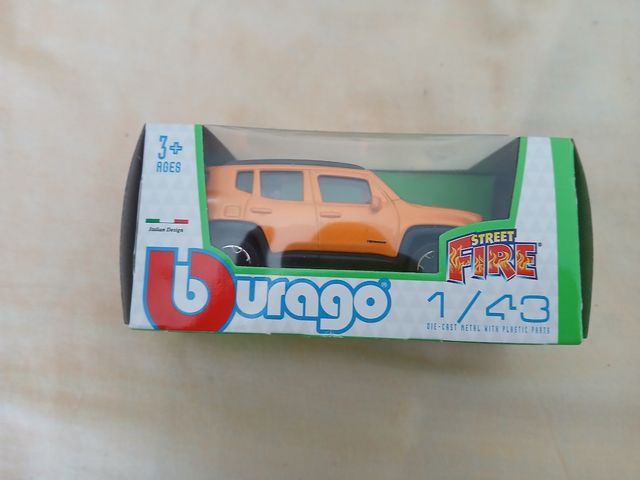 3+
AGES
Italian Design
STREET
FIRE
Burago®
1/43
DIE-CAST METAL WITH PLASTIC PARTS